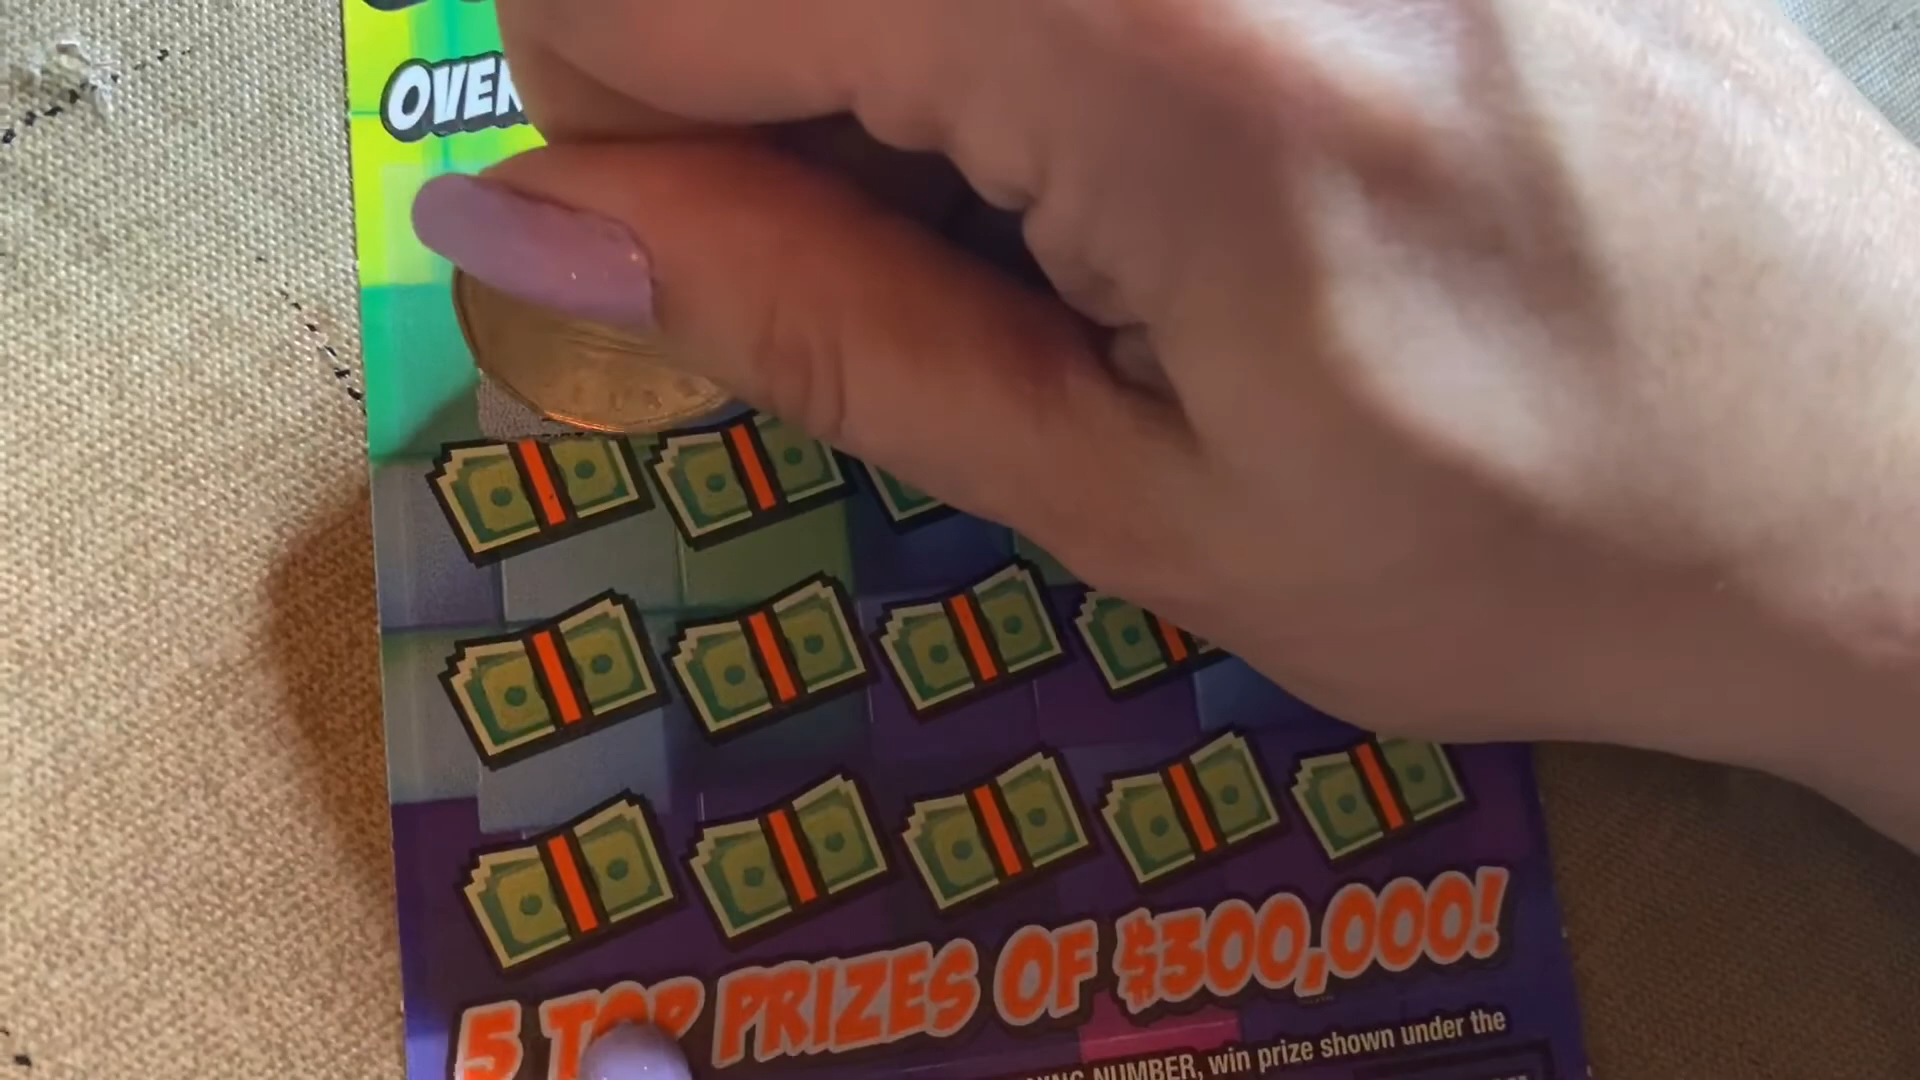 OVER
5 TOP PRIZES OF $300,000!
NUMBER, win prize shown under the